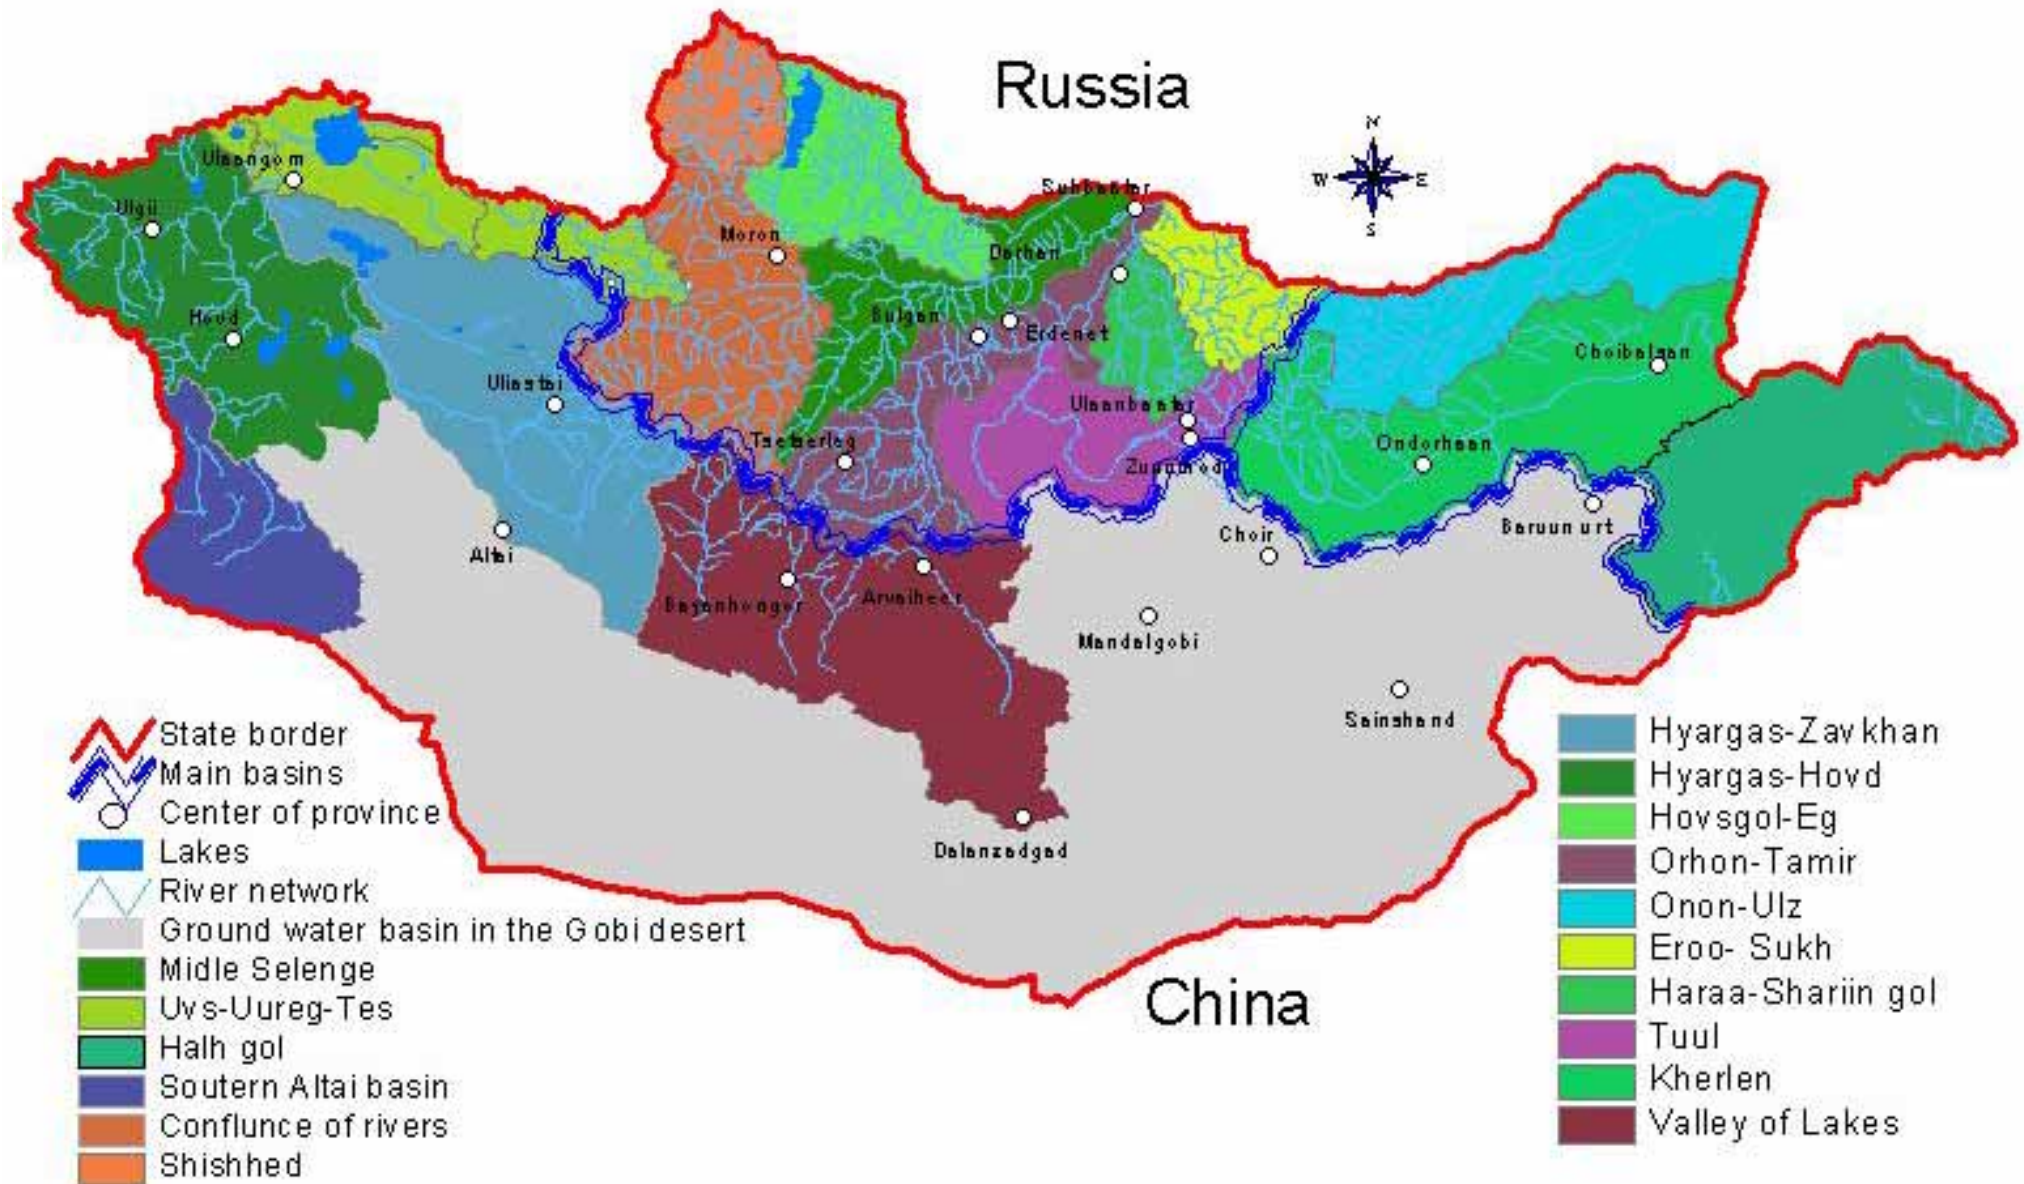 Russia
N
W E
S
Ulaangom
Ulgii
Hovd
Moron
Suhbaatar
Darhan
Bulgan
Erdenet
Uliastai
Tsetserleg
Ulaanbaatar
Zuunmod
Choibalsan
Ondorhaan
Baruun urt
Choir
Altai
Bayanhongor
Arvaiheer
Mandalgobi
Sainshand
Dalanzadgad
China
State border
Main basins
Center of province
Lakes
River network
Ground water basin in the Gobi desert
Midle Selenge
Uvs-Uureg-Tes
Halh gol
Soutern Altai basin
Conflunce of rivers
Shishhed
Hyargas-Zavkhan
Hyargas-Hovd
Hovsgol-Eg
Orhon-Tamir
Onon-Ulz
Eroo- Sukh
Haraa-Shariin gol
Tuul
Kherlen
Valley of Lakes